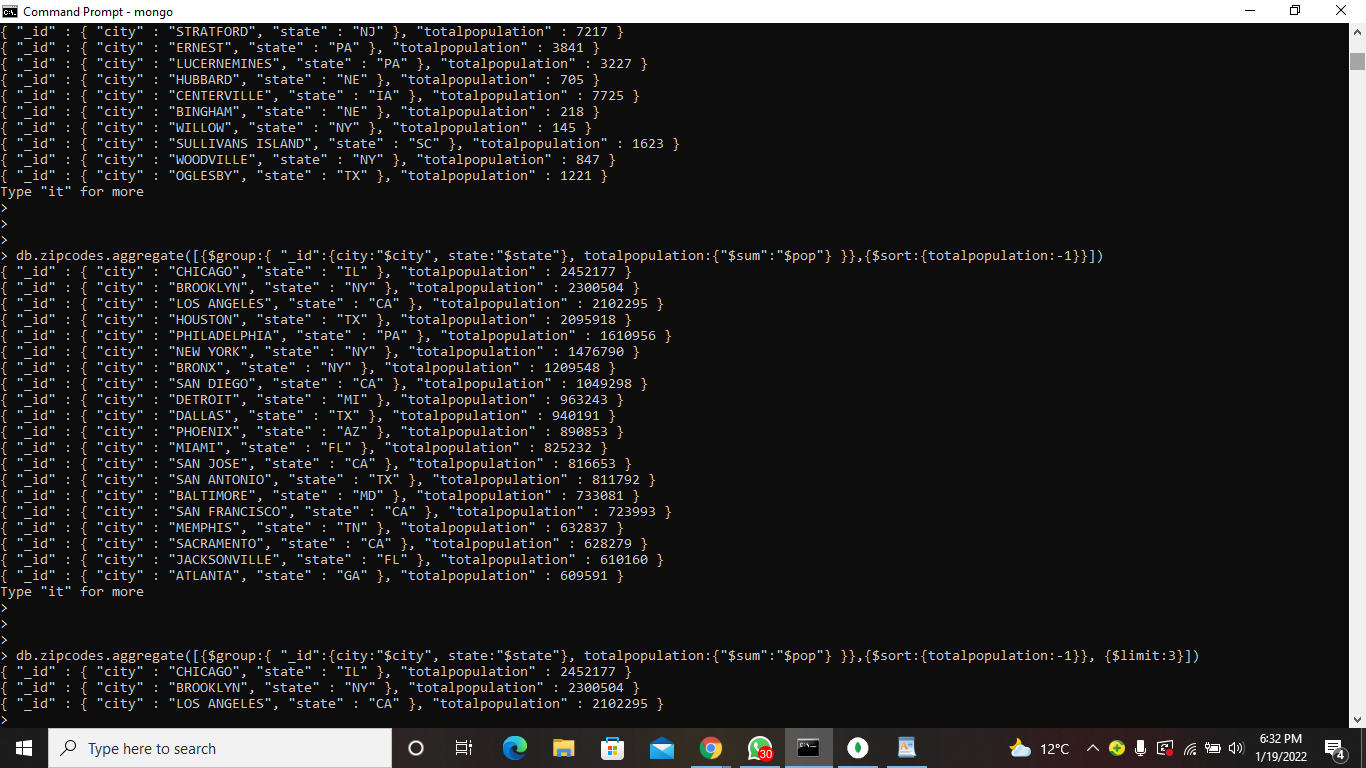 Command Prompt - mongo
{ "_id" : { "city" : "STRATFORD", "state" : "NJ" }, "totalpopulation" : 7217 }
{ "_id" : { "city" : "ERNEST", "state" : "PA" }, "totalpopulation" : 3841 }
{ "_id" : { "city" : "LUCERNEMINES", "state" : "PA" }, "totalpopulation" : 3227 }
{ "_id" : { "city" : "HUBBARD", "state" : "NE" }, "totalpopulation" : 705 }
{ "_id" : { "city" : "CENTERVILLE", "state" : "IA" }, "totalpopulation" : 7725 }
{ "_id" : { "city" : "BINGHAM", "state" : "NE" }, "totalpopulation" : 218 }
{ "_id" : { "city" : "WILLOW", "state" : "NY" }, "totalpopulation" : 145 }
{ "_id" : { "city" : "SULLIVANS ISLAND", "state" : "SC" }, "totalpopulation" : 1623 }
{ "_id" : { "city" : "WOODVILLE", "state" : "NY" }, "totalpopulation" : 847 }
{ "_id" : { "city" : "OGLESBY", "state" : "TX" }, "totalpopulation" : 1221 }
Type "it" for more
>
>
>
> db.zipcodes.aggregate([{$group:{ "_id":{city:"$city", state:"$state"}, totalpopulation:{"$sum":"$pop"} }},{$sort:{totalpopulation:-1}}])
{ "_id" : { "city" : "CHICAGO", "state" : "IL" }, "totalpopulation" : 2452177 }
{ "_id" : { "city" : "BROOKLYN", "state" : "NY" }, "totalpopulation" : 2300504 }
{ "_id" : { "city" : "LOS ANGELES", "state" : "CA" }, "totalpopulation" : 2102295 }
{ "_id" : { "city" : "HOUSTON", "state" : "TX" }, "totalpopulation" : 2095918 }
{ "_id" : { "city" : "PHILADELPHIA", "state" : "PA" }, "totalpopulation" : 1610956 }
{ "_id" : { "city" : "NEW YORK", "state" : "NY" }, "totalpopulation" : 1476790 }
{ "_id" : { "city" : "BRONX", "state" : "NY" }, "totalpopulation" : 1209548 }
{ "_id" : { "city" : "SAN DIEGO", "state" : "CA" }, "totalpopulation" : 1049298 }
{ "_id" : { "city" : "DETROIT", "state" : "MI" }, "totalpopulation" : 963243 }
{ "_id" : { "city" : "DALLAS", "state" : "TX" }, "totalpopulation" : 940191 }
{ "_id" : { "city" : "PHOENIX", "state" : "AZ" }, "totalpopulation" : 890853 }
{ "_id" : { "city" : "MIAMI", "state" : "FL" }, "totalpopulation" : 825232 }
{ "_id" : { "city" : "SAN JOSE", "state" : "CA" }, "totalpopulation" : 816653 }
{ "_id" : { "city" : "SAN ANTONIO", "state" : "TX" }, "totalpopulation" : 811792 }
{ "_id" : { "city" : "BALTIMORE", "state" : "MD" }, "totalpopulation" : 733081 }
{ "_id" : { "city" : "SAN FRANCISCO", "state" : "CA" }, "totalpopulation" : 723993 }
{ "_id" : { "city" : "MEMPHIS", "state" : "TN" }, "totalpopulation" : 632837 }
{ "_id" : { "city" : "SACRAMENTO", "state" : "CA" }, "totalpopulation" : 628279 }
{ "_id" : { "city" : "JACKSONVILLE", "state" : "FL" }, "totalpopulation" : 610160 }
{ "_id" : { "city" : "ATLANTA", "state" : "GA" }, "totalpopulation" : 609591 }
Type "it" for more
>
>
>
> db.zipcodes.aggregate([{$group:{ "_id":{city:"$city", state:"$state"}, totalpopulation:{"$sum":"$pop"} }},{$sort:{totalpopulation:-1}}, {$limit:3}])
{ "_id" : { "city" : "CHICAGO", "state" : "IL" }, "totalpopulation" : 2452177 }
{ "_id" : { "city" : "BROOKLYN", "state" : "NY" }, "totalpopulation" : 2300504 }
{ "_id" : { "city" : "LOS ANGELES", "state" : "CA" }, "totalpopulation" : 2102295 }
>
Type here to search
30
12°C
6:32 PM
1/19/2022
4